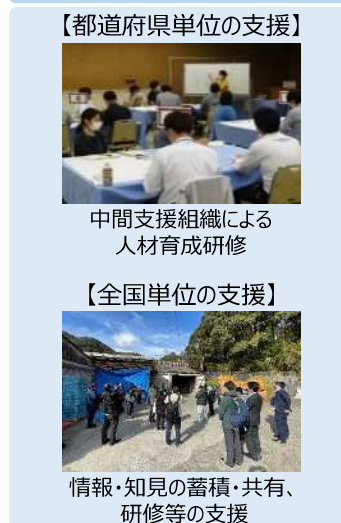 【都道府県単位の支援】
中間支援組織による
人材育成研修
【全国単位の支援】
情報・知見の蓄積・共有、
研修等の支援